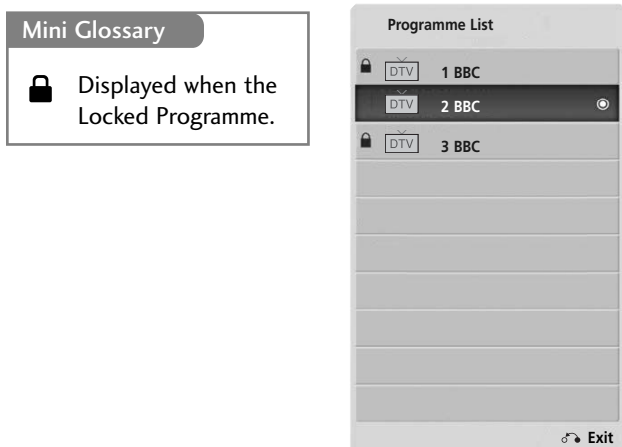 Mini Glossary
Displayed when the
Locked Programme.
Programme List
DTV 1 BBC
DTV 2 BBC
DTV 3 BBC
Exit